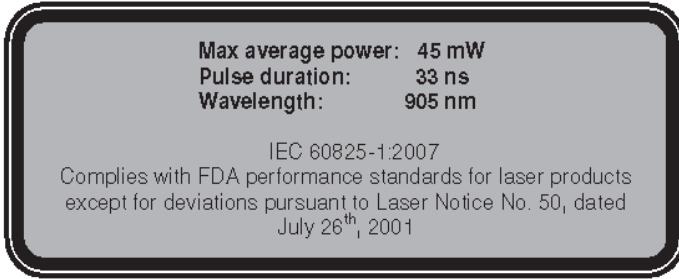 Max average power: 45 mW
Pulse duration: 33 ns
Wavelength: 905 nm
IEC 60825-1:2007
Complies with FDA performance standards for laser products
except for deviations pursuant to Laser Notice No. 50, dated
July 26th, 2001